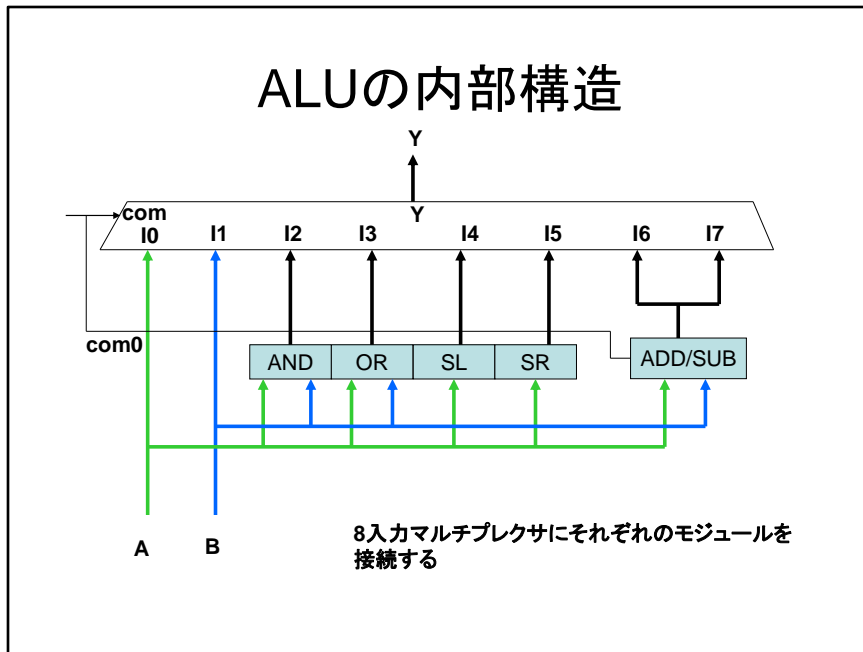 ALUの内部構造
Y
com
Y
I0 I1 I2 I3 I4 I5 I6 I7
com0
AND OR SL SR ADD/SUB
A B
8入力マルチプレクサにそれぞれのモジュールを
接続する